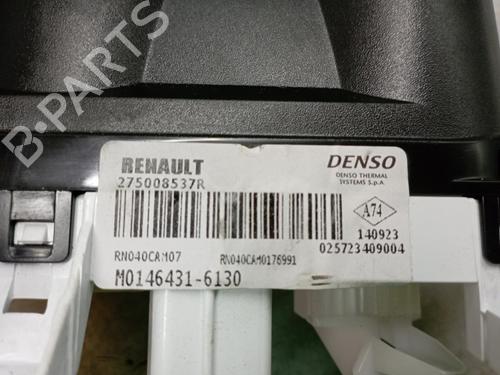 B-PARTS
RENAULT
275008537R
DENSO
DENSO THERMAL
SYSTEMS S.p.A.
A74
140923
025723409004
RN040CAM07
RN040CAM0176991
M0146431-6130